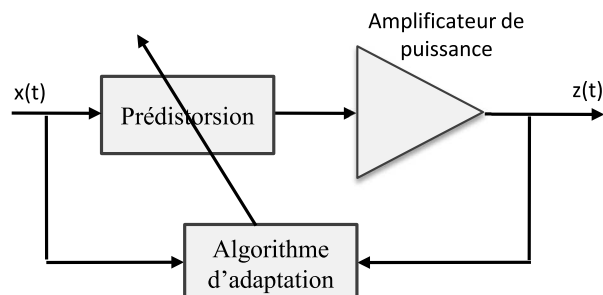 Amplificateur de
puissance
x(t)
z(t)
Prédistorsion
Algorithme
d’adaptation